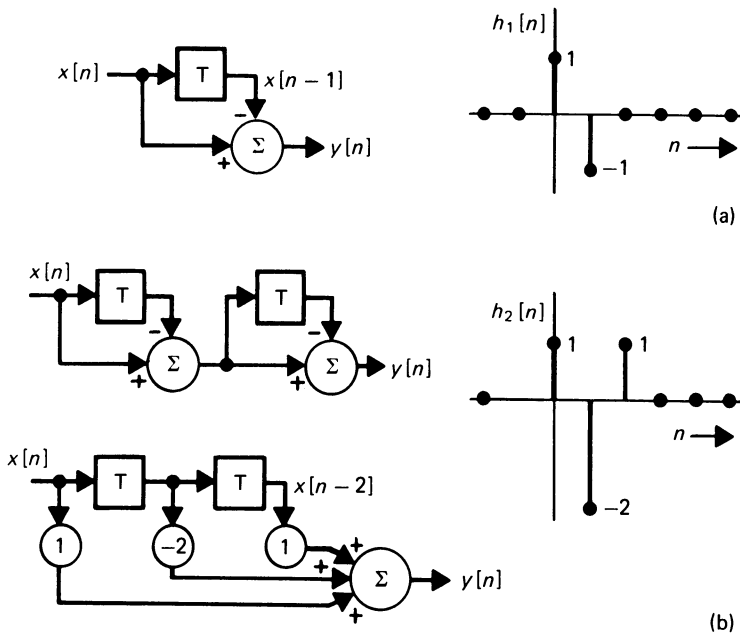 x[n]
T
x[n − 1]
−
+
Σ
y[n]
h₁[n]
1
−1
n
(a)
x[n]
T
T
−
−
+
Σ
+
Σ
y[n]
h₂[n]
1
1
−2
n
x[n]
T
T
x[n − 2]
1
−2
1
+
+
+
Σ
y[n]
(b)